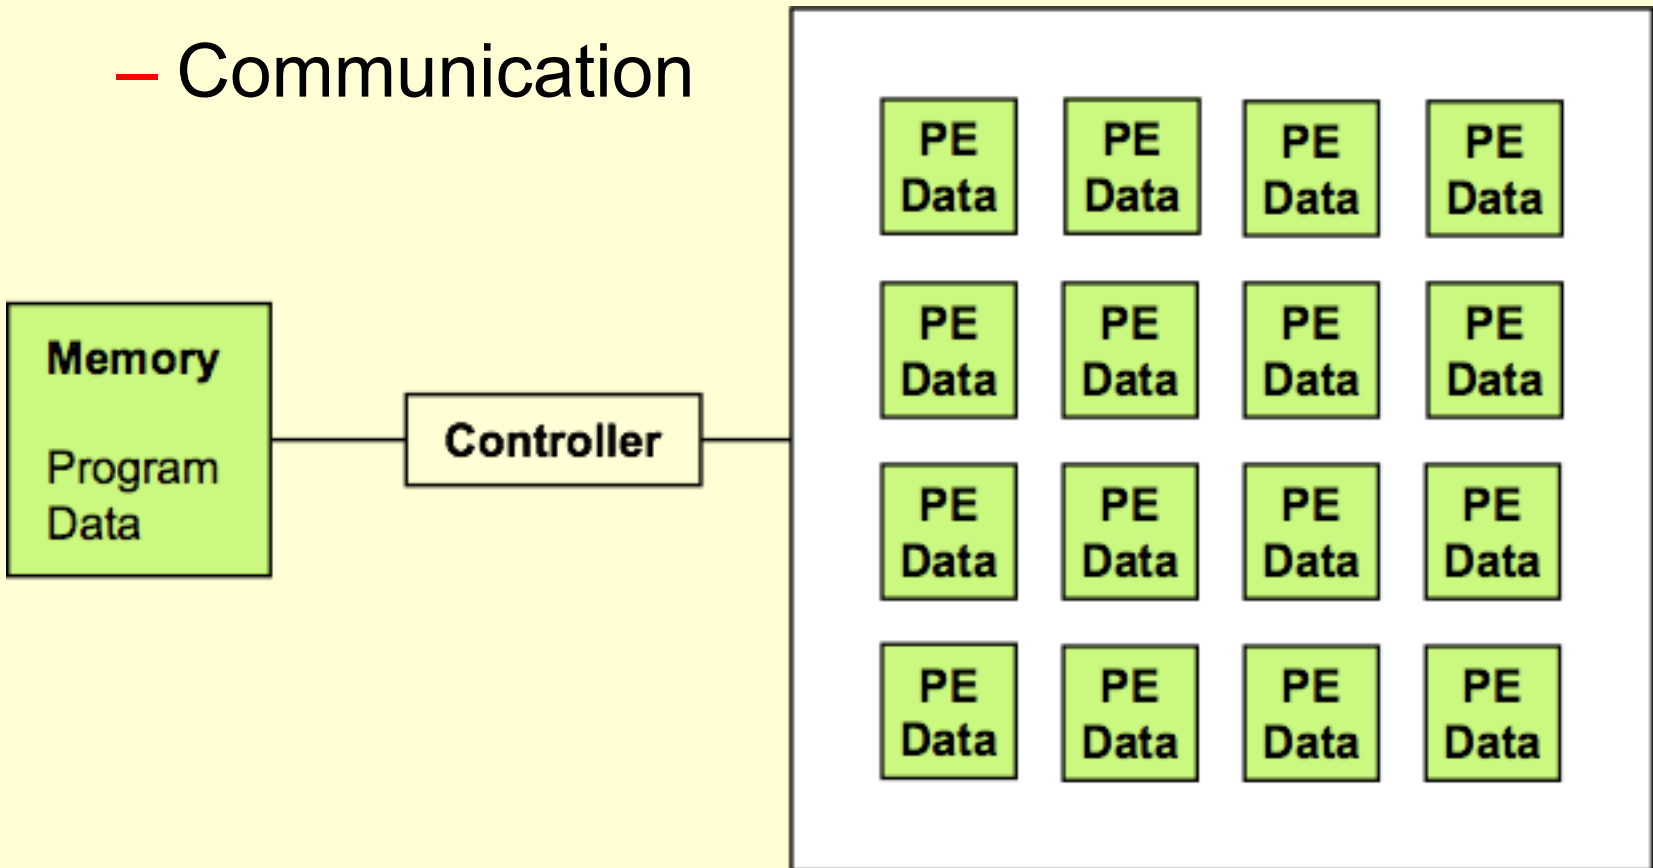 – Communication
Memory
Program
Data
Controller
PE
Data
PE
Data
PE
Data
PE
Data
PE
Data
PE
Data
PE
Data
PE
Data
PE
Data
PE
Data
PE
Data
PE
Data
PE
Data
PE
Data
PE
Data
PE
Data